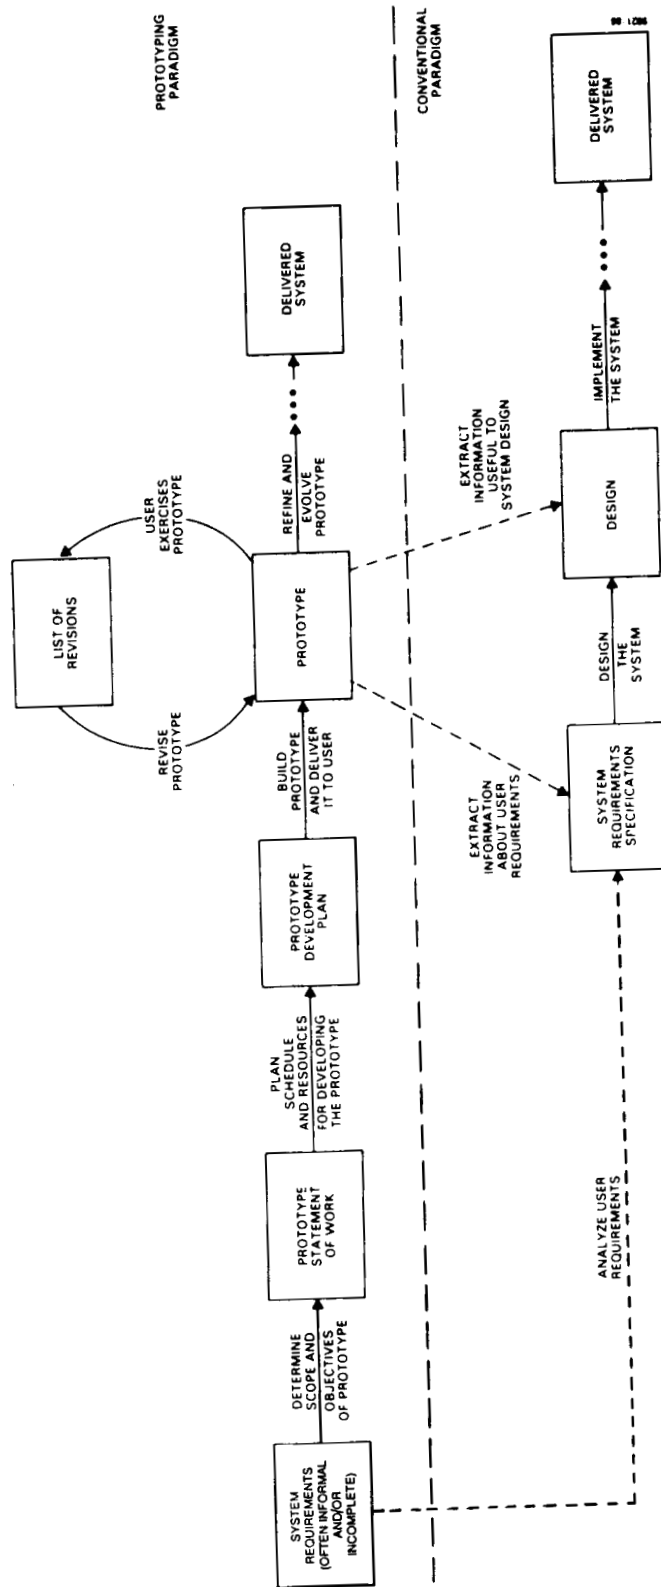 PROTOTYPING
PARADIGM
LIST OF
REVISIONS
REVISE
PROTOTYPE
USER
EXERCISES
PROTOTYPE
SYSTEM
REQUIREMENTS
(OFTEN INFORMAL
AND/OR
INCOMPLETE)
DETERMINE
SCOPE AND
OBJECTIVES
OF PROTOTYPE
PROTOTYPE
STATEMENT
OF WORK
PLAN
SCHEDULE
AND RESOURCES
FOR DEVELOPING
THE PROTOTYPE
PROTOTYPE
DEVELOPMENT
PLAN
BUILD
PROTOTYPE
AND DELIVER
IT TO USER
PROTOTYPE
REFINE AND
EVOLVE
PROTOTYPE
DELIVERED
SYSTEM
CONVENTIONAL
PARADIGM
EXTRACT
INFORMATION
ABOUT USER
REQUIREMENTS
EXTRACT
INFORMATION
USEFUL TO
SYSTEM DESIGN
ANALYZE USER
REQUIREMENTS
SYSTEM
REQUIREMENTS
SPECIFICATION
DESIGN
THE
SYSTEM
DESIGN
IMPLEMENT
THE SYSTEM
DELIVERED
SYSTEM